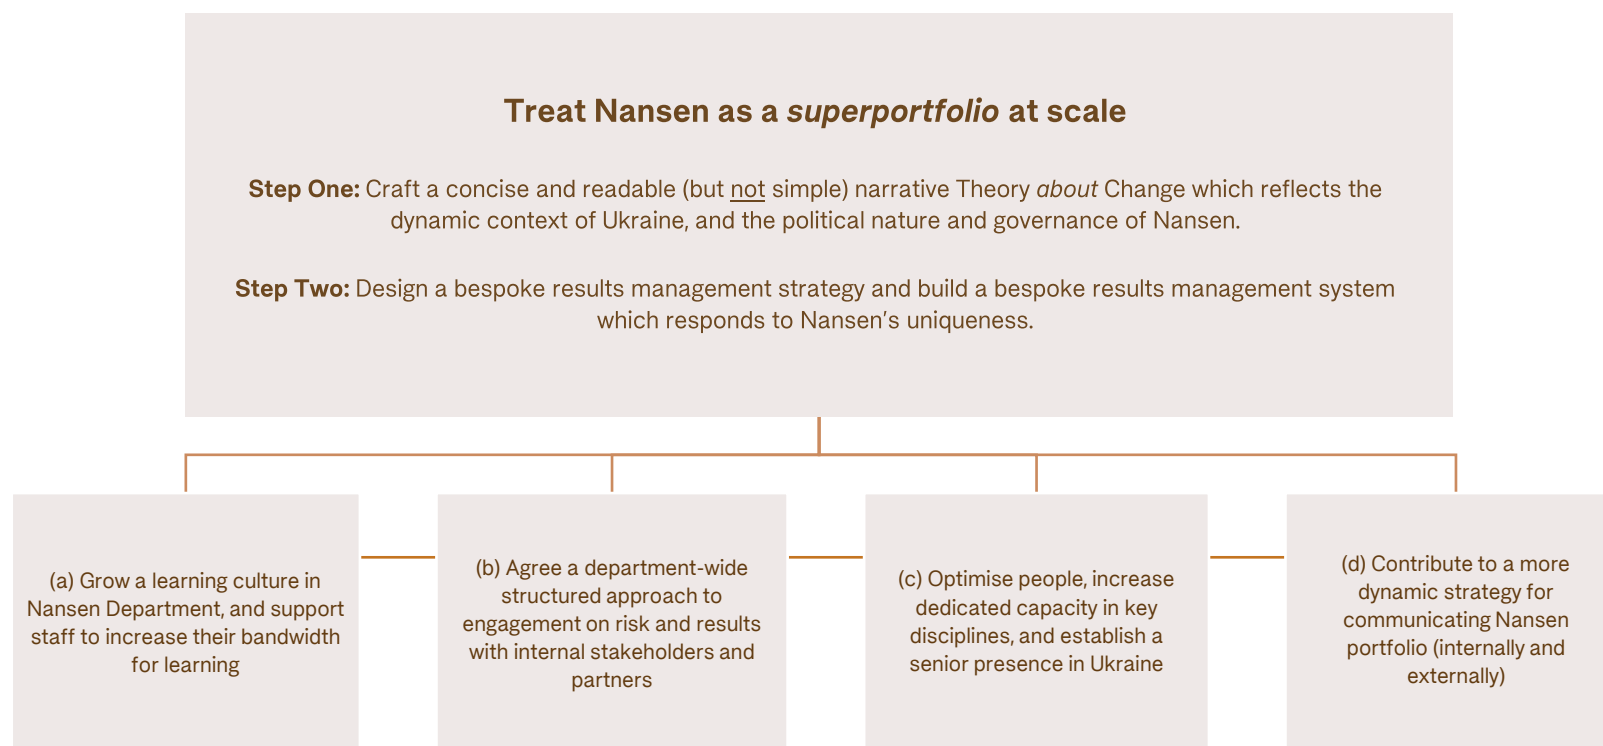 Treat Nansen as a superportfolio at scale
Step One: Craft a concise and readable (but not simple) narrative Theory about Change which reflects the
dynamic context of Ukraine, and the political nature and governance of Nansen.
Step Two: Design a bespoke results management strategy and build a bespoke results management system
which responds to Nansen’s uniqueness.
(a) Grow a learning culture in
Nansen Department, and support
staff to increase their bandwidth
for learning
(b) Agree a department-wide
structured approach to
engagement on risk and results
with internal stakeholders and
partners
(c) Optimise people, increase
dedicated capacity in key
disciplines, and establish a
senior presence in Ukraine
(d) Contribute to a more
dynamic strategy for
communicating Nansen
portfolio (internally and
externally)